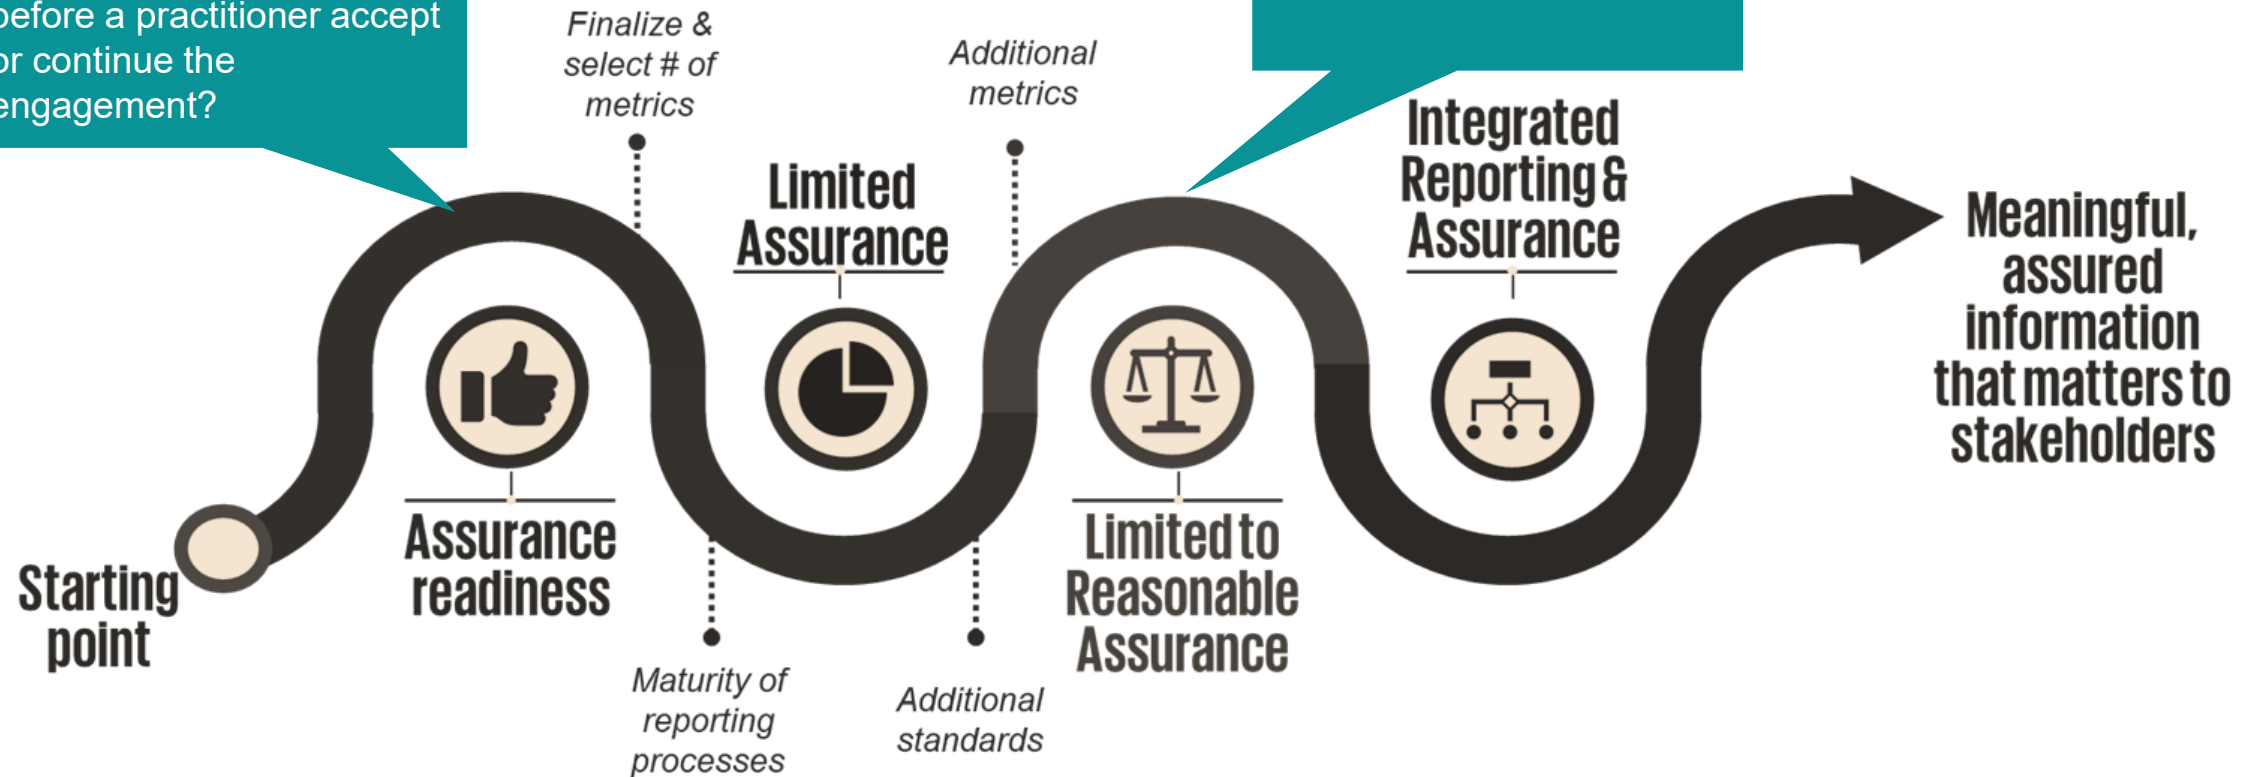 before a practitioner accept
or continue the
engagement?
Finalize &
select # of
metrics
Additional
metrics
Limited
Assurance
Integrated
Reporting &
Assurance
Meaningful,
assured
information
that matters to
stakeholders
Starting
point
Assurance
readiness
Limited to
Reasonable
Assurance
Maturity of
reporting
processes
Additional
standards